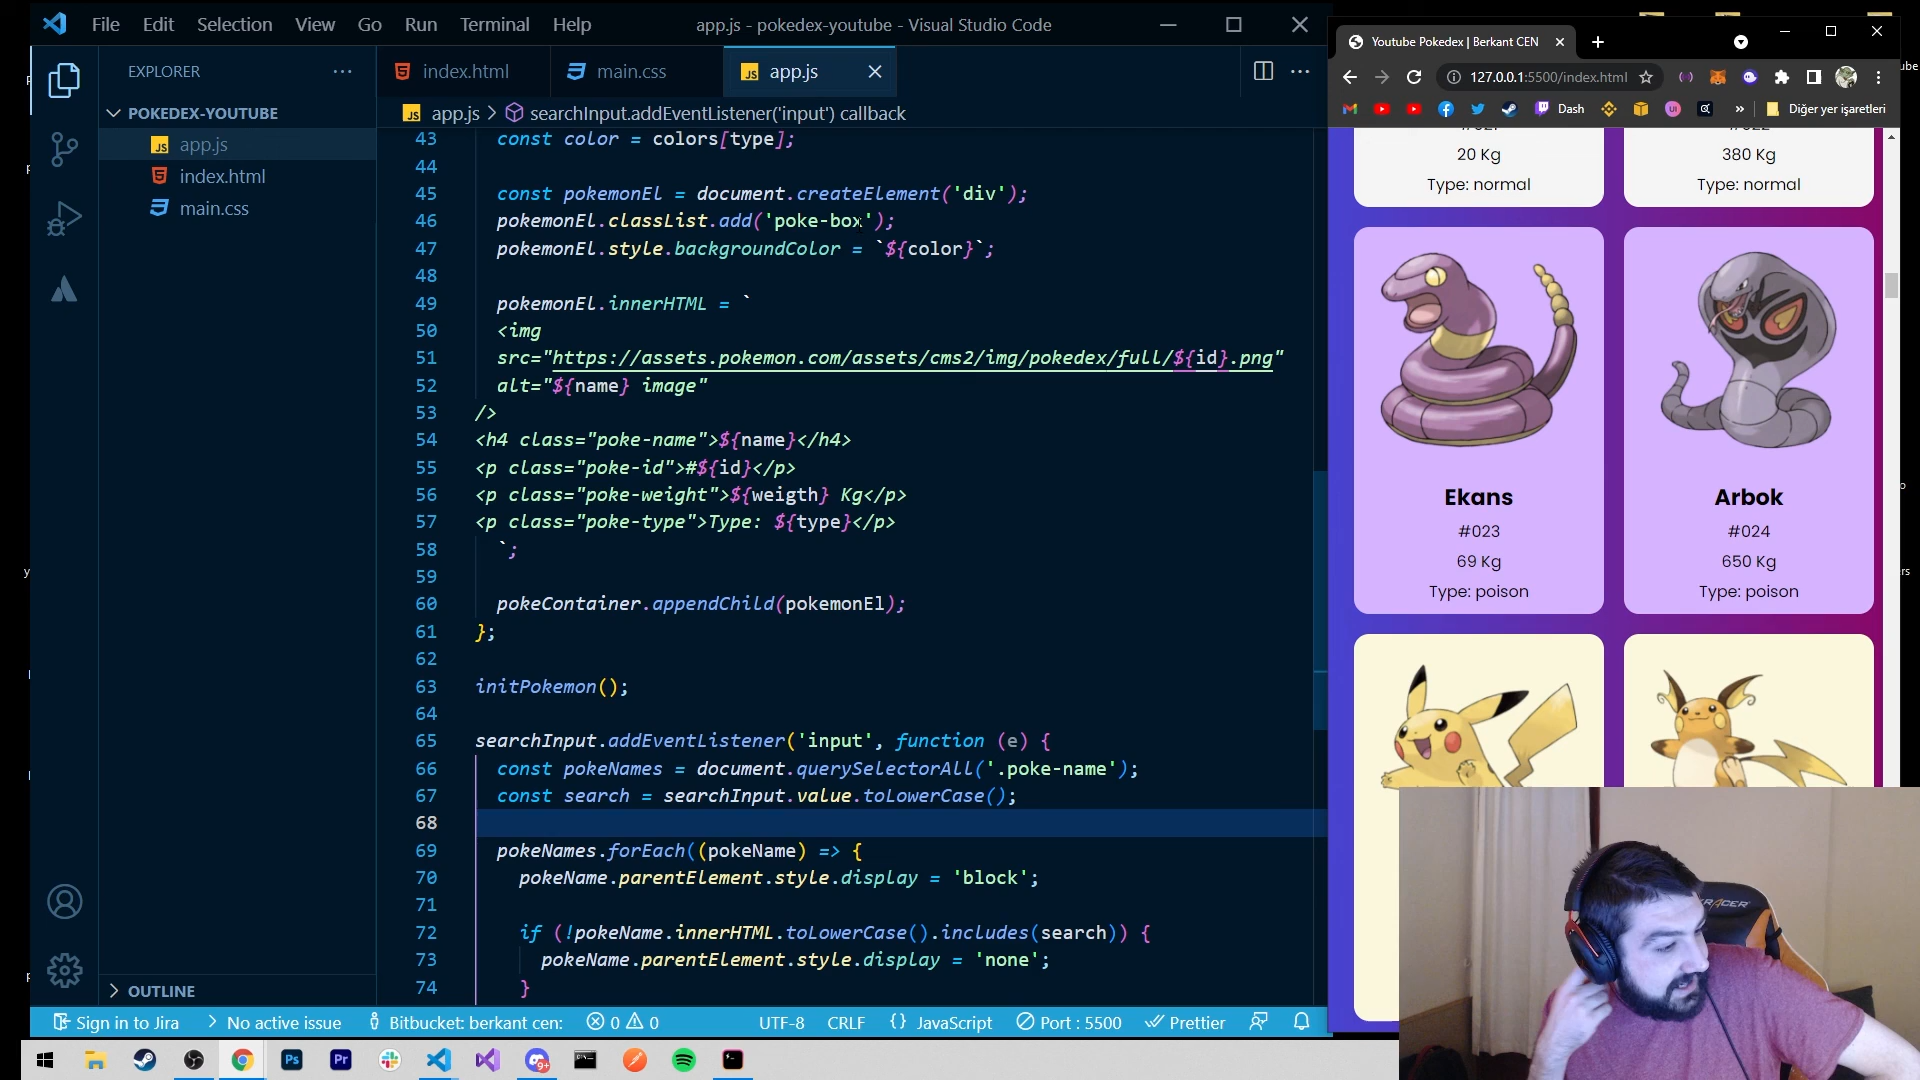 File Edit Selection View Go Run Terminal Help
app.js - pokedex-youtube - Visual Studio Code
EXPLORER
POKEDEX-YOUTUBE
app.js
index.html
main.css
OUTLINE
index.html
main.css
app.js
app.js > searchInput.addEventListener('input') callback
43 const color = colors[type];
44
45 const pokemonEl = document.createElement('div');
46 pokemonEl.classList.add('poke-box');
47 pokemonEl.style.backgroundColor = `${color}`;
48
49 pokemonEl.innerHTML = `
50 <img
51 src="https://assets.pokemon.com/assets/cms2/img/pokedex/full/${id}.png"
52 alt="${name} image"
53 />
54 <h4 class="poke-name">${name}</h4>
55 <p class="poke-id">#${id}</p>
56 <p class="poke-weight">${weigth} Kg</p>
57 <p class="poke-type">Type: ${type}</p>
58 `;
59
60 pokeContainer.appendChild(pokemonEl);
61 };
62
63 initPokemon();
64
65 searchInput.addEventListener('input', function (e) {
66 const pokeNames = document.querySelectorAll('.poke-name');
67 const search = searchInput.value.toLowerCase();
68
69 pokeNames.forEach((pokeName) => {
70 pokeName.parentElement.style.display = 'block';
71
72 if (!pokeName.innerHTML.toLowerCase().includes(search)) {
73 pokeName.parentElement.style.display = 'none';
74 }
Sign in to Jira
No active issue
Bitbucket: berkant cen:
0 0
UTF-8 CRLF {} JavaScript
Port : 5500
Prettier
Youtube Pokedex | Berkant CEN
127.0.0.1:5500/index.html
Dash
Diğer yer işaretleri
20 Kg
Type: normal
380 Kg
Type: normal
Ekans
#023
69 Kg
Type: poison
Arbok
#024
650 Kg
Type: poison
Ps
Pr
9+